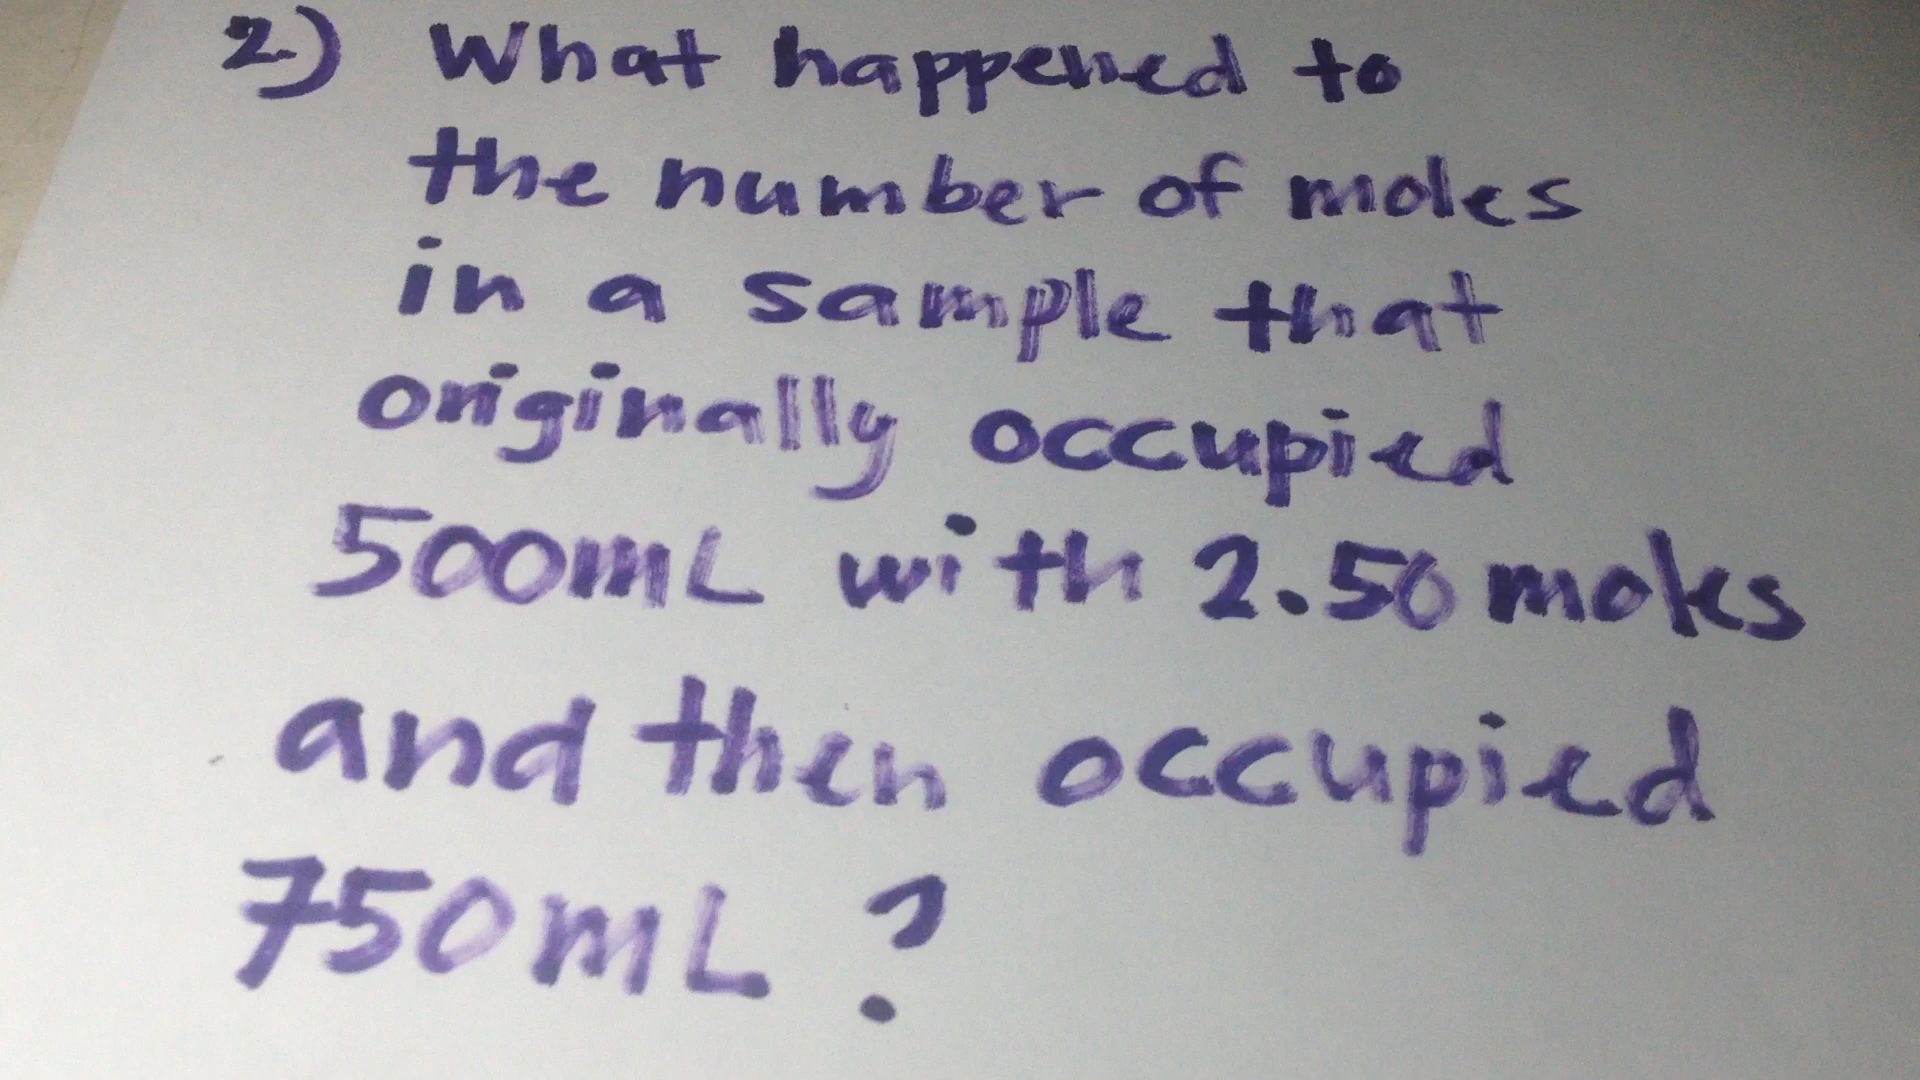 2.) What happened to
the number of moles
in a sample that
originally occupied
500mL with 2.50 moles
and then occupied
750mL?